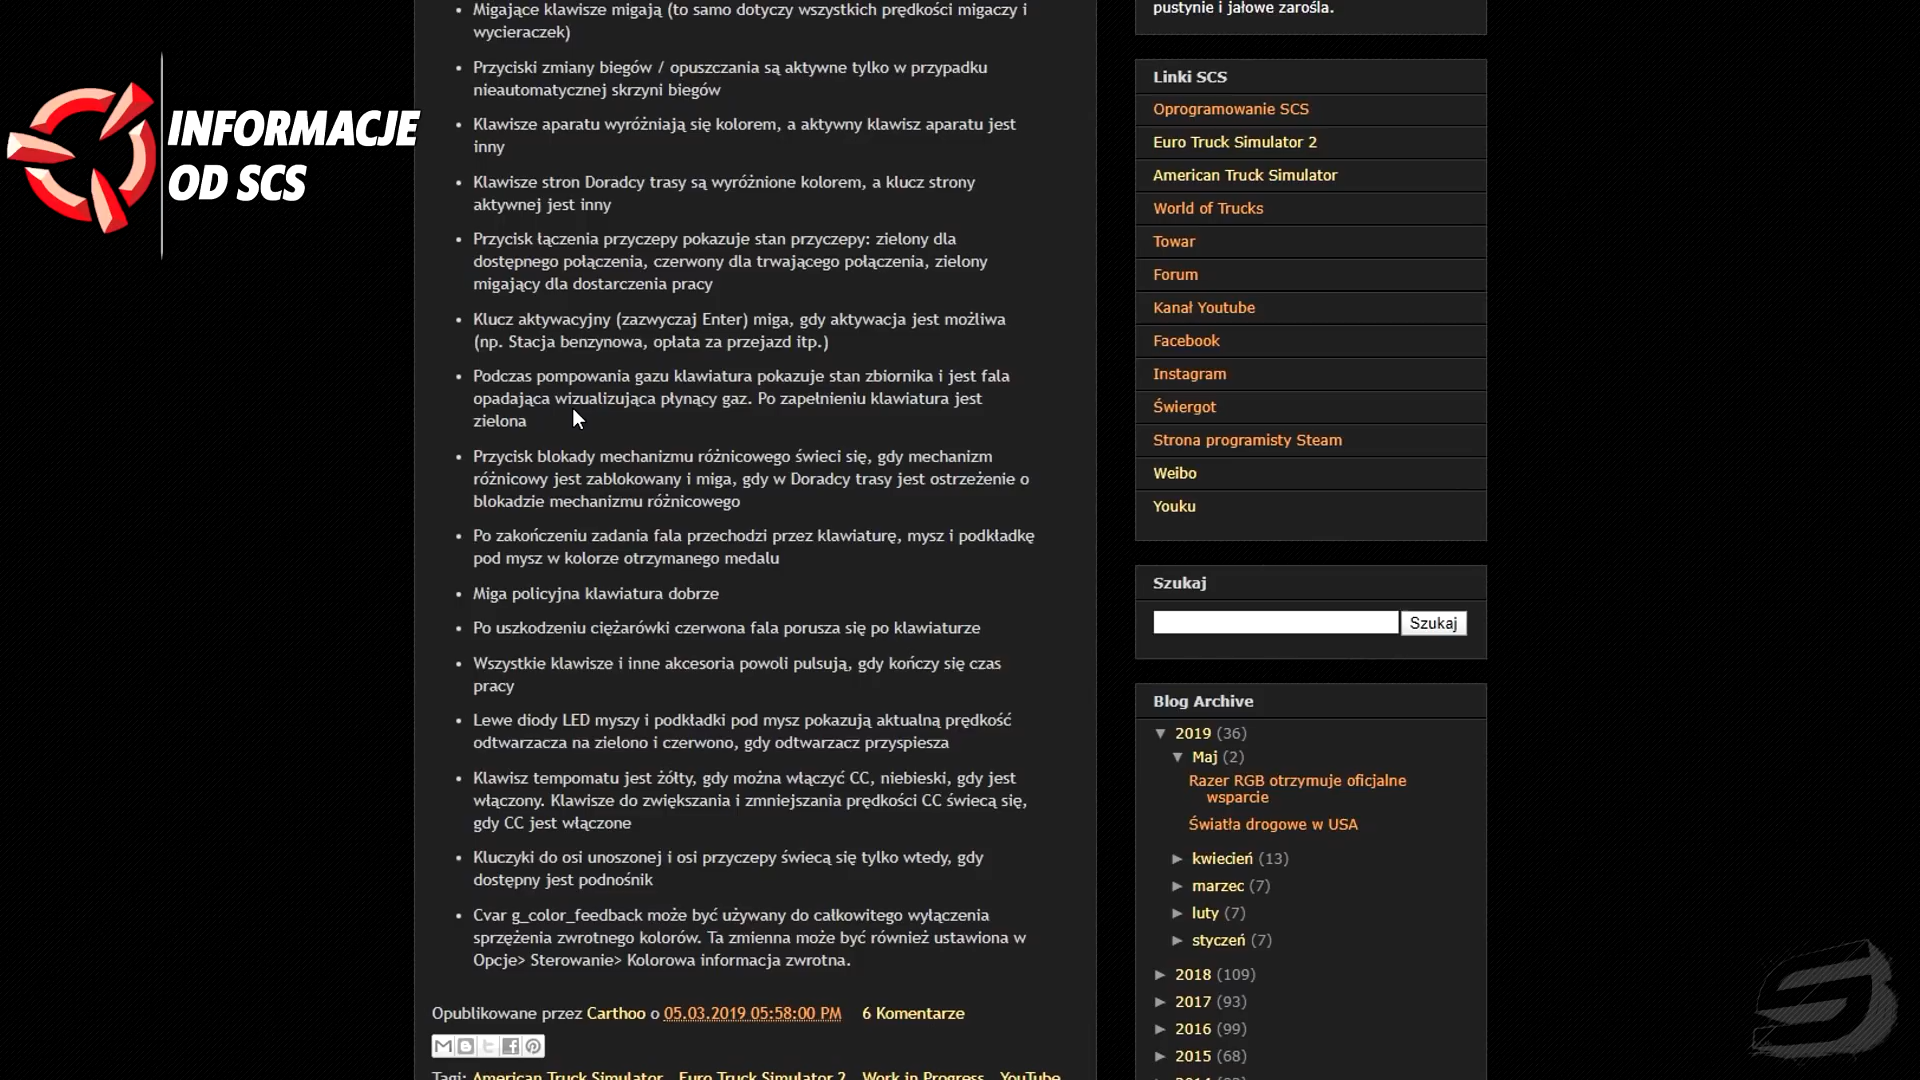 INFORMACJE
OD SCS
Migające klawisze migają (to samo dotyczy wszystkich prędkości migaczy i
wycieraczek)
Przyciski zmiany biegów / opuszczania są aktywne tylko w przypadku
nieautomatycznej skrzyni biegów
Klawisze aparatu wyróżniają się kolorem, a aktywny klawisz aparatu jest
inny
Klawisze stron Doradcy trasy są wyróżnione kolorem, a klucz strony
aktywnej jest inny
Przycisk łączenia przyczepy pokazuje stan przyczepy: zielony dla
dostępnego połączenia, czerwony dla trwającego połączenia, zielony
migający dla dostarczenia pracy
Klucz aktywacyjny (zazwyczaj Enter) miga, gdy aktywacja jest możliwa
(np. Stacja benzynowa, opłata za przejazd itp.)
Podczas pompowania gazu klawiatura pokazuje stan zbiornika i jest fala
opadająca wizualizująca płynący gaz. Po zapełnieniu klawiatura jest
zielona
Przycisk blokady mechanizmu różnicowego świeci się, gdy mechanizm
różnicowy jest zablokowany i miga, gdy w Doradcy trasy jest ostrzeżenie o
blokadzie mechanizmu różnicowego
Po zakończeniu zadania fala przechodzi przez klawiaturę, mysz i podkładkę
pod mysz w kolorze otrzymanego medalu
Miga policyjna klawiatura dobrze
Po uszkodzeniu ciężarówki czerwona fala porusza się po klawiaturze
Wszystkie klawisze i inne akcesoria powoli pulsują, gdy kończy się czas
pracy
Lewe diody LED myszy i podkładki pod mysz pokazują aktualną prędkość
odtwarzacza na zielono i czerwono, gdy odtwarzacz przyspiesza
Klawisz tempomatu jest żółty, gdy można włączyć CC, niebieski, gdy jest
włączony. Klawisze do zwiększania i zmniejszania prędkości CC świecą się,
gdy CC jest włączone
Kluczyki do osi unoszonej i osi przyczepy świecą się tylko wtedy, gdy
dostępny jest podnośnik
Cvar g_color_feedback może być używany do całkowitego wyłączenia
sprzężenia zwrotnego kolorów. Ta zmienna może być również ustawiona w
Opcje> Sterowanie> Kolorowa informacja zwrotna.
Opublikowane przez Carthoo o 05.03.2019 05:58:00 PM 6 Komentarze
Tagi: American Truck Simulator, Euro Truck Simulator 2, Work in Progress, YouTube
pustynie i jałowe zarośla.
Linki SCS
Oprogramowanie SCS
Euro Truck Simulator 2
American Truck Simulator
World of Trucks
Towar
Forum
Kanał Youtube
Facebook
Instagram
Świergot
Strona programisty Steam
Weibo
Youku
Szukaj
Szukaj
Blog Archive
▼ 2019 (36)
▼ Maj (2)
Razer RGB otrzymuje oficjalne
wsparcie
Światła drogowe w USA
► kwiecień (13)
► marzec (7)
► luty (7)
► styczeń (7)
► 2018 (109)
► 2017 (93)
► 2016 (99)
► 2015 (68)